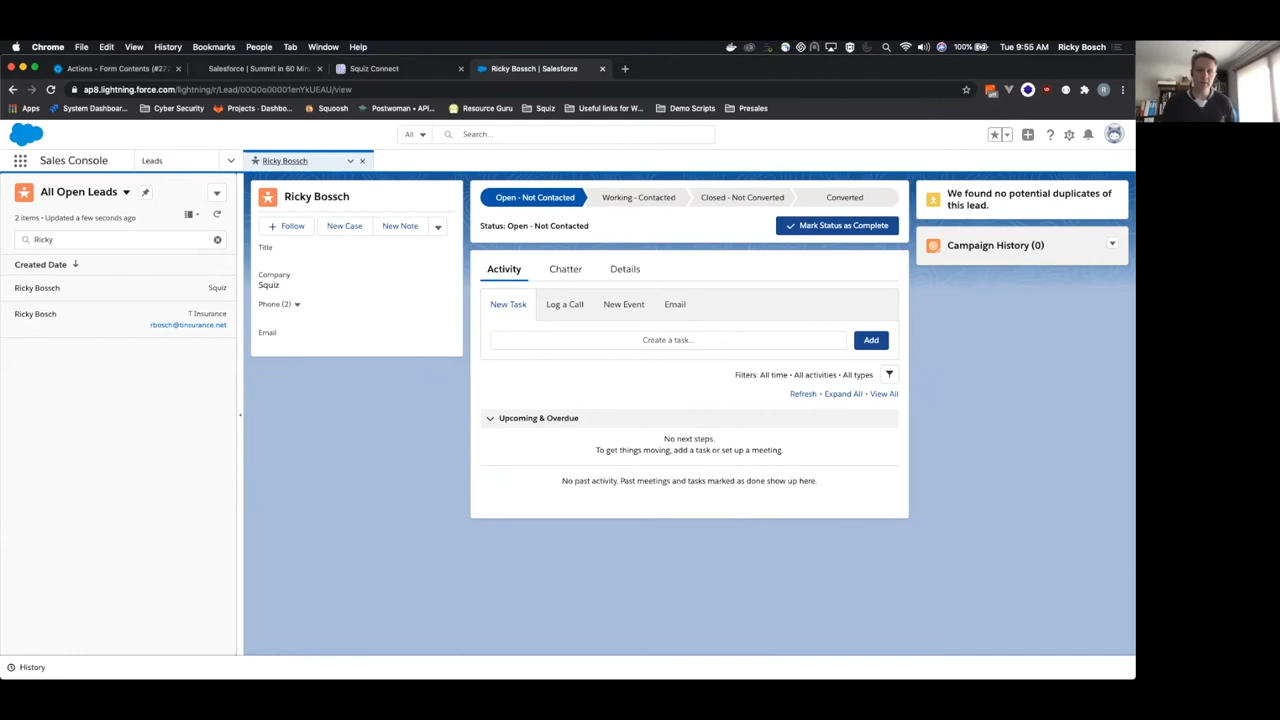 Chrome File Edit View History Bookmarks People Tab Window Help 100% Tue 9:55 AM Ricky Bosch
Actions - Form Contents (#27 Salesforce | Summit in 60 Minu Squiz Connect Ricky Bossch | Salesforce
ap8.lightning.force.com/lightning/r/Lead/00Q0o00001enYkUEAU/view
Apps System Dashboar... Cyber Security Projects · Dashbo... Squoosh Postwoman • API... Resource Guru Squiz Useful links for W... Demo Scripts Presales
All Search...
Sales Console Leads Ricky Bossch
All Open Leads
2 items • Updated a few seconds ago
Ricky
Created Date
Ricky Bossch Squiz
Ricky Bosch T Insurance
rbosch@tinsurance.net
Ricky Bossch
Follow New Case New Note
Title
Company
Squiz
Phone (2)
Email
Open - Not Contacted Working - Contacted Closed - Not Converted Converted
Status: Open - Not Contacted Mark Status as Complete
Activity Chatter Details
New Task Log a Call New Event Email
Create a task... Add
Filters: All time • All activities • All types
Refresh • Expand All • View All
Upcoming & Overdue
No next steps.
To get things moving, add a task or set up a meeting.
No past activity. Past meetings and tasks marked as done show up here.
We found no potential duplicates of
this lead.
Campaign History (0)
History